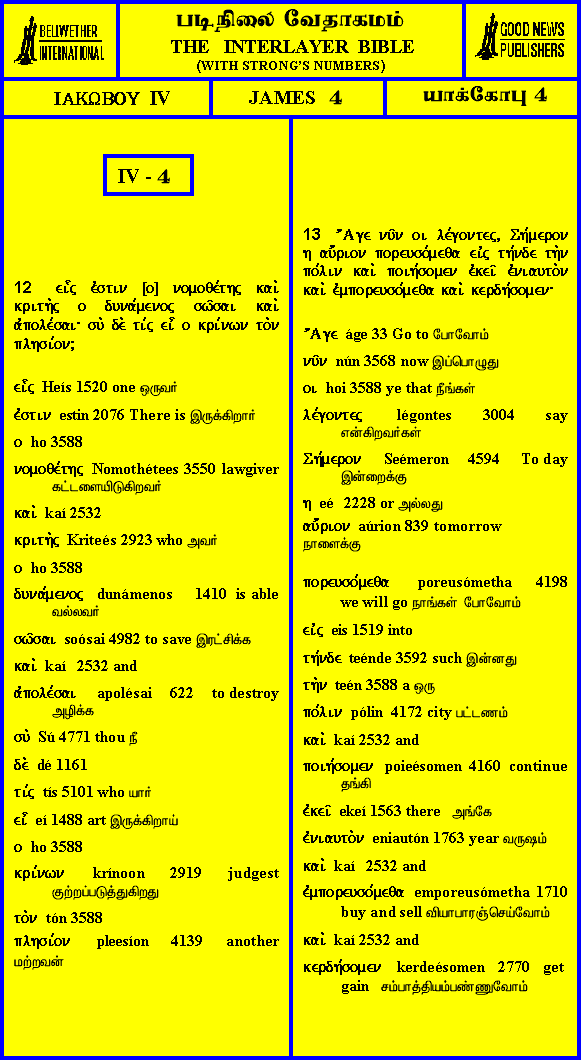 BELLWETHER
INTERNATIONAL
படிநிலை வேதாகமம்
THE INTERLAYER BIBLE
(WITH STRONG'S NUMBERS)
GOOD NEWS
PUBLISHERS
ΙΑΚΩΒΟΥ IV
JAMES 4
யாக்கோபு 4
IV - 4
12 εἷς ἐστιν [ο] νομοθέτης καὶ
κριτὴς ο δυνάμενος σῶσαι καὶ
ἀπολέσαι· σὺ δὲ τίς εἶ ο κρίνων τὸν
πλησίον;
εἷς Heís 1520 one ஒருவர்
ἐστιν estin 2076 There is இருக்கிறார்
ο ho 3588
νομοθέτης Nomothétees 3550 lawgiver
கட்டளையிடுகிறவர்
καὶ kaí 2532
κριτὴς Kriteés 2923 who அவர்
ο ho 3588
δυνάμενος dunámenos 1410 is able
வல்லவர்
σῶσαι soósai 4982 to save இரட்சிக்க
καὶ kaí 2532 and
ἀπολέσαι apolésai 622 to destroy
அழிக்க
σὺ Sú 4771 thou நீ
δὲ dé 1161
τίς tís 5101 who யார்
εἶ eí 1488 art இருக்கிறாய்
ο ho 3588
κρίνων krínoon 2919 judgest
குற்றப்படுத்துகிறது
τὸν tón 3588
πλησίον pleesíon 4139 another
மற்றவன்
13 Ἄγε νῦν οι λέγοντες, Σήμερον
η αὔριον πορευσόμεθα εἰς τήνδε τὴν
πόλιν καὶ ποιήσομεν ἐκεῖ ἐνιαυτὸν
καὶ ἐμπορευσόμεθα καὶ κερδήσομεν·
Ἄγε áge 33 Go to போவோம்
νῦν nún 3568 now இப்பொழுது
οι hoi 3588 ye that நீங்கள்
λέγοντες légontes 3004 say
என்கிறவர்கள்
Σήμερον Seémeron 4594 To day
இன்றைக்கு
η eé 2228 or அல்லது
αὔριον aúrion 839 tomorrow
நாளைக்கு
πορευσόμεθα poreusómetha 4198
we will go நாங்கள் போவோம்
εἰς eis 1519 into
τήνδε teénde 3592 such இன்னது
τὴν teén 3588 a ஒரு
πόλιν pólin 4172 city பட்டணம்
καὶ kaí 2532 and
ποιήσομεν poieésomen 4160 continue
தங்கி
ἐκεῖ ekeí 1563 there அங்கே
ἐνιαυτὸν eniautón 1763 year வருஷம்
καὶ kaí 2532 and
ἐμπορευσόμεθα emporeusómetha 1710
buy and sell வியாபாரஞ்செய்வோம்
καὶ kaí 2532 and
κερδήσομεν kerdeésomen 2770 get
gain சம்பாத்தியம்பண்ணுவோம்